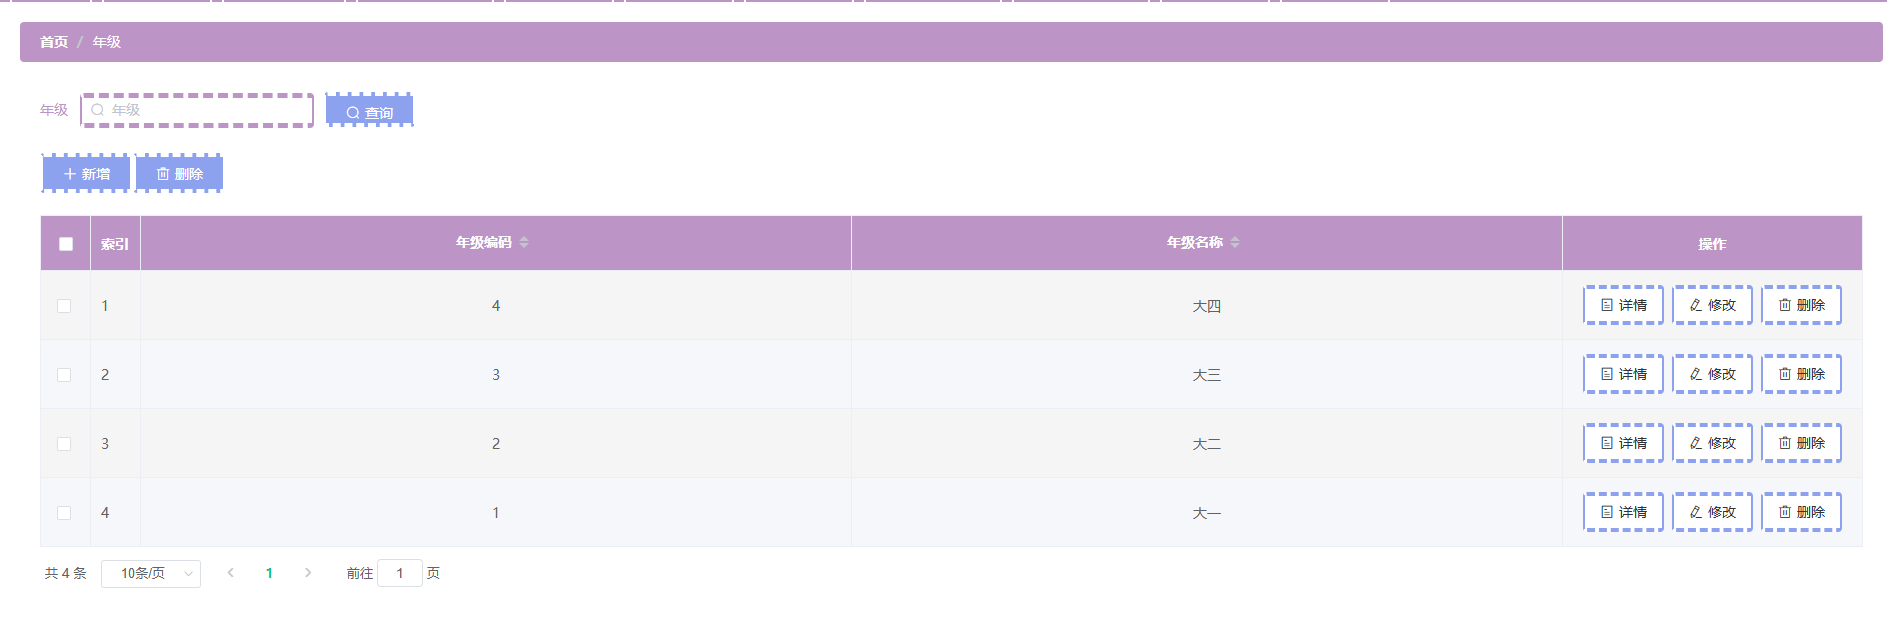 首页 / 年级
年级 年级 查询
新增 删除
索引 年级编码 年级名称 操作
1 4 大四 详情 修改 删除
2 3 大三 详情 修改 删除
3 2 大二 详情 修改 删除
4 1 大一 详情 修改 删除
共 4 条 10条/页 1 前往 1 页